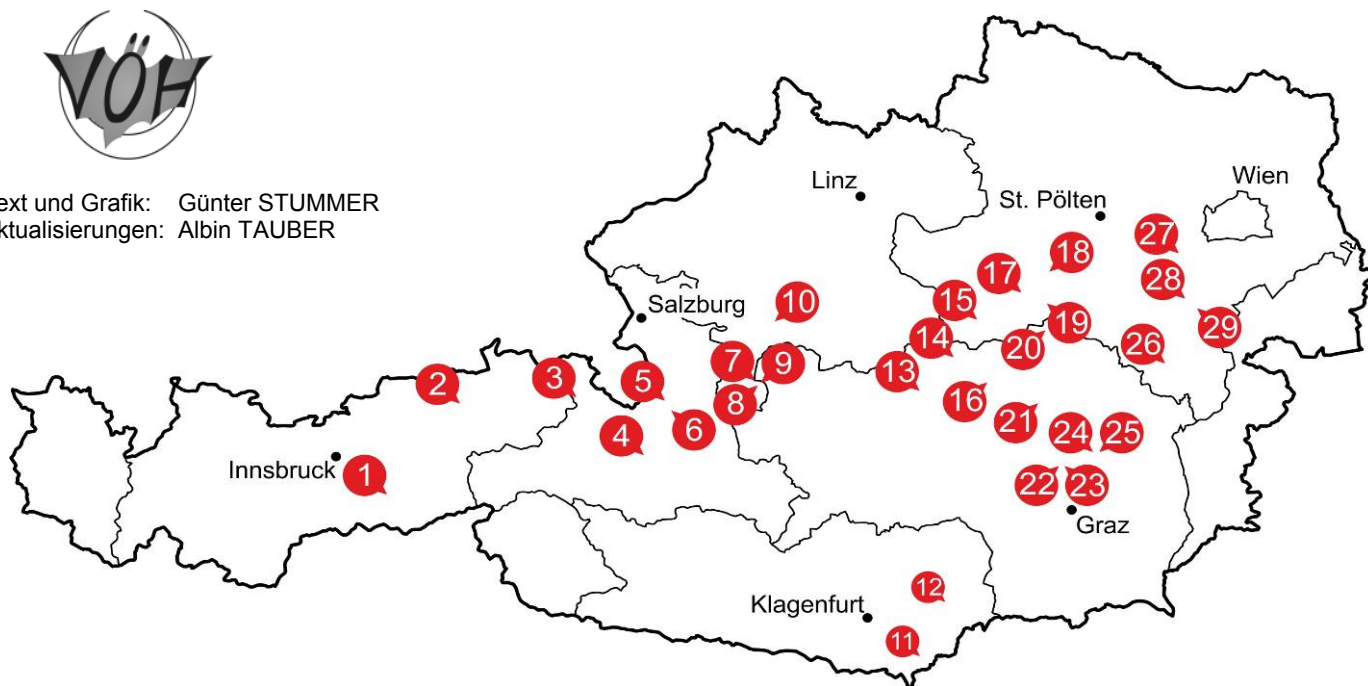 VÖH
ext und Grafik: Günter STUMMER
ktualisierungen: Albin TAUBER
Wien
Linz
St. Pölten
27
18
17
28
15
10
Salzburg
19
29
14
20
26
7
9
13
3
5
2
8
16
21
6
4
24
25
Innsbruck
1
22
23
Graz
12
Klagenfurt
11